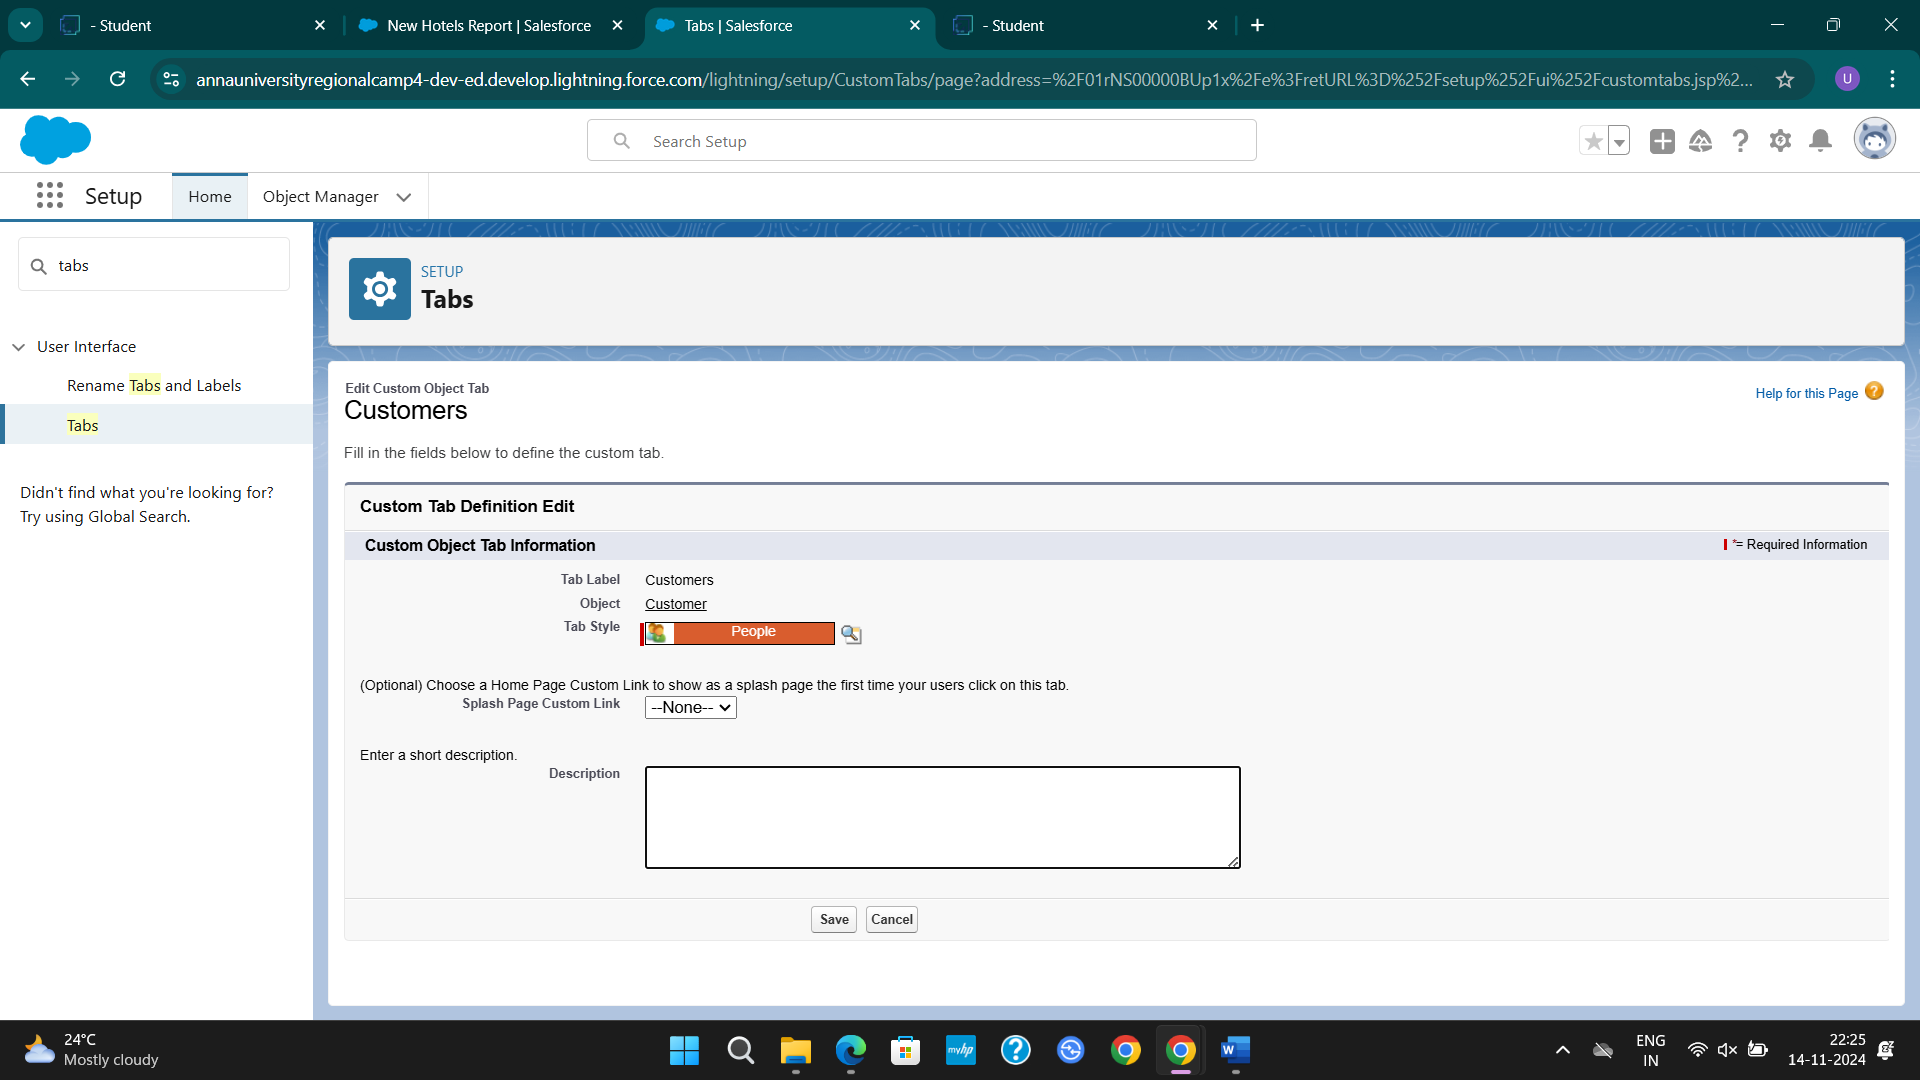 - Student
New Hotels Report | Salesforce
Tabs | Salesforce
- Student
annauniversityregionalcamp4-dev-ed.develop.lightning.force.com/lightning/setup/CustomTabs/page?address=%2F01rNS00000BUp1x%2Fe%3FretURL%3D%252Fsetup%252Fui%252Fcustomtabs.jsp%2...
U
Search Setup
Setup
Home
Object Manager
tabs
User Interface
Rename Tabs and Labels
Tabs
Didn't find what you're looking for?
Try using Global Search.
SETUP
Tabs
Edit Custom Object Tab
Customers
Help for this Page
Fill in the fields below to define the custom tab.
Custom Tab Definition Edit
Custom Object Tab Information
*= Required Information
Tab Label Customers
Object Customer
Tab Style People
(Optional) Choose a Home Page Custom Link to show as a splash page the first time your users click on this tab.
Splash Page Custom Link --None--
Enter a short description.
Description
Save Cancel
24°C
Mostly cloudy
myhp
W
ENG
IN
22:25
14-11-2024